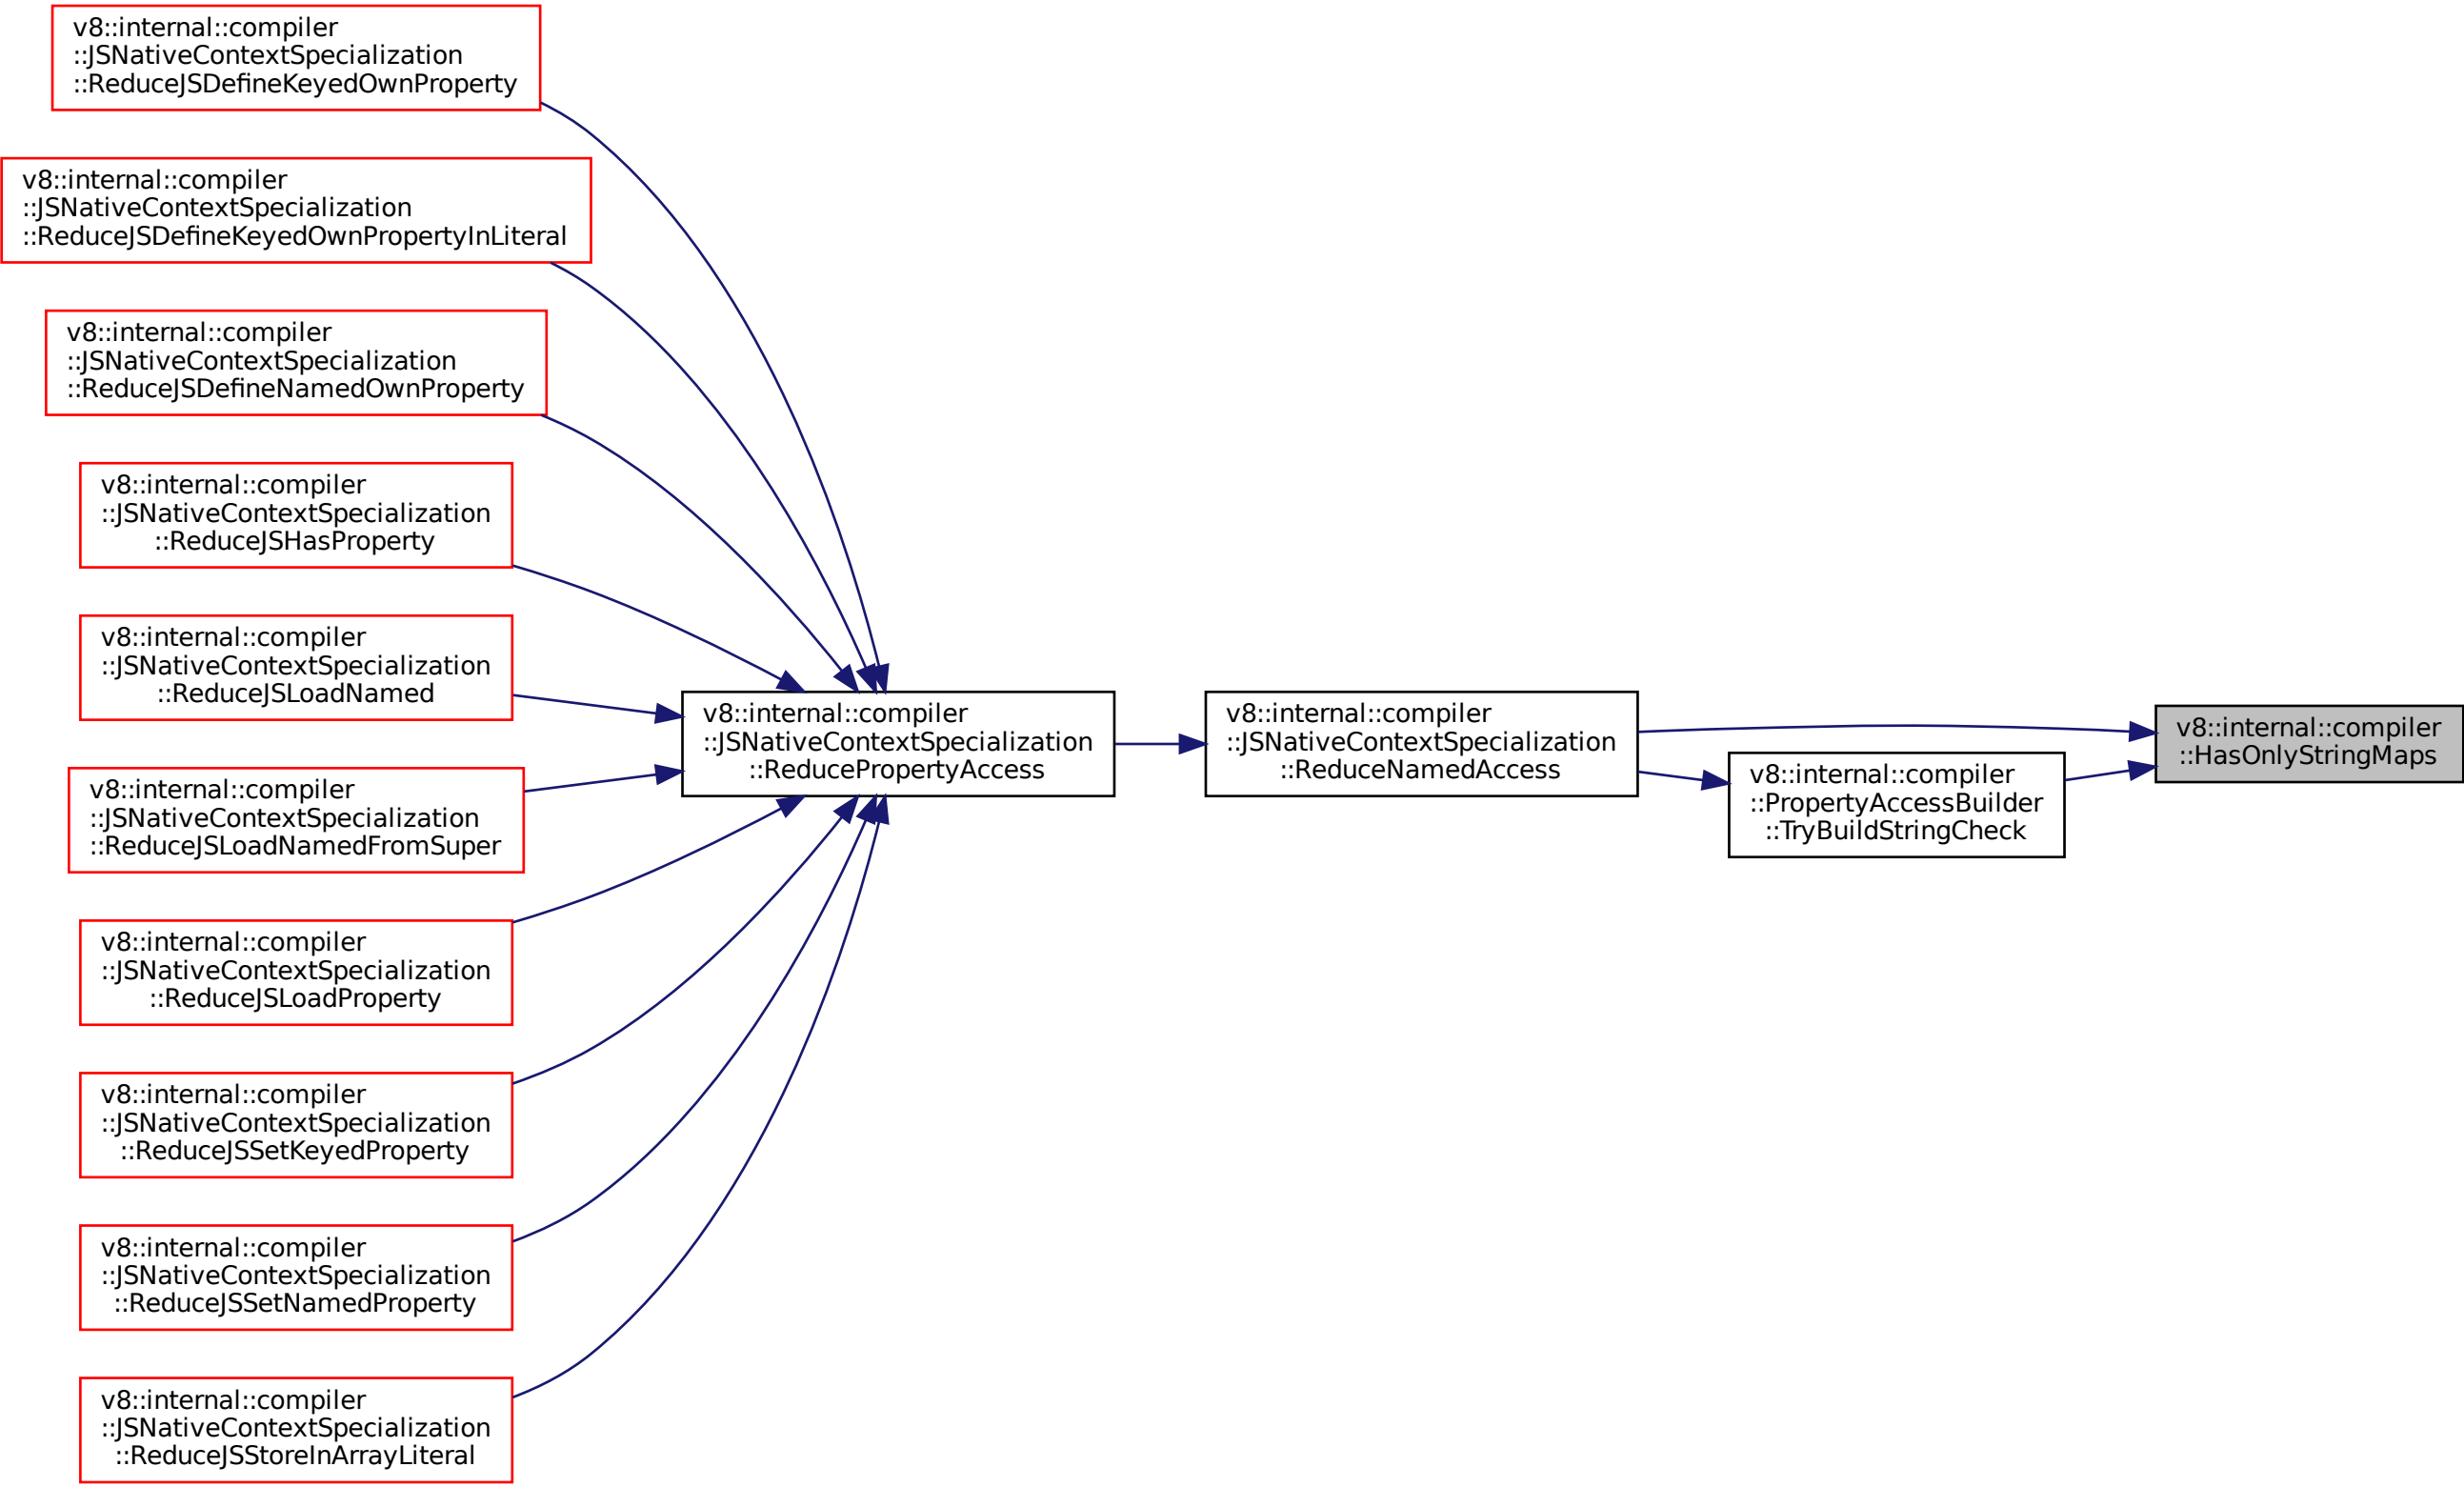 v8::internal::compiler
::JSNativeContextSpecialization
::ReduceJSDefineKeyedOwnProperty
v8::internal::compiler
::JSNativeContextSpecialization
::ReduceJSDefineKeyedOwnPropertyInLiteral
v8::internal::compiler
::JSNativeContextSpecialization
::ReduceJSDefineNamedOwnProperty
v8::internal::compiler
::JSNativeContextSpecialization
::ReduceJSHasProperty
v8::internal::compiler
::JSNativeContextSpecialization
::ReduceJSLoadNamed
v8::internal::compiler
::JSNativeContextSpecialization
::ReduceJSLoadNamedFromSuper
v8::internal::compiler
::JSNativeContextSpecialization
::ReduceJSLoadProperty
v8::internal::compiler
::JSNativeContextSpecialization
::ReduceJSSetKeyedProperty
v8::internal::compiler
::JSNativeContextSpecialization
::ReduceJSSetNamedProperty
v8::internal::compiler
::JSNativeContextSpecialization
::ReduceJSStoreInArrayLiteral
v8::internal::compiler
::JSNativeContextSpecialization
::ReducePropertyAccess
v8::internal::compiler
::JSNativeContextSpecialization
::ReduceNamedAccess
v8::internal::compiler
::PropertyAccessBuilder
::TryBuildStringCheck
v8::internal::compiler
::HasOnlyStringMaps